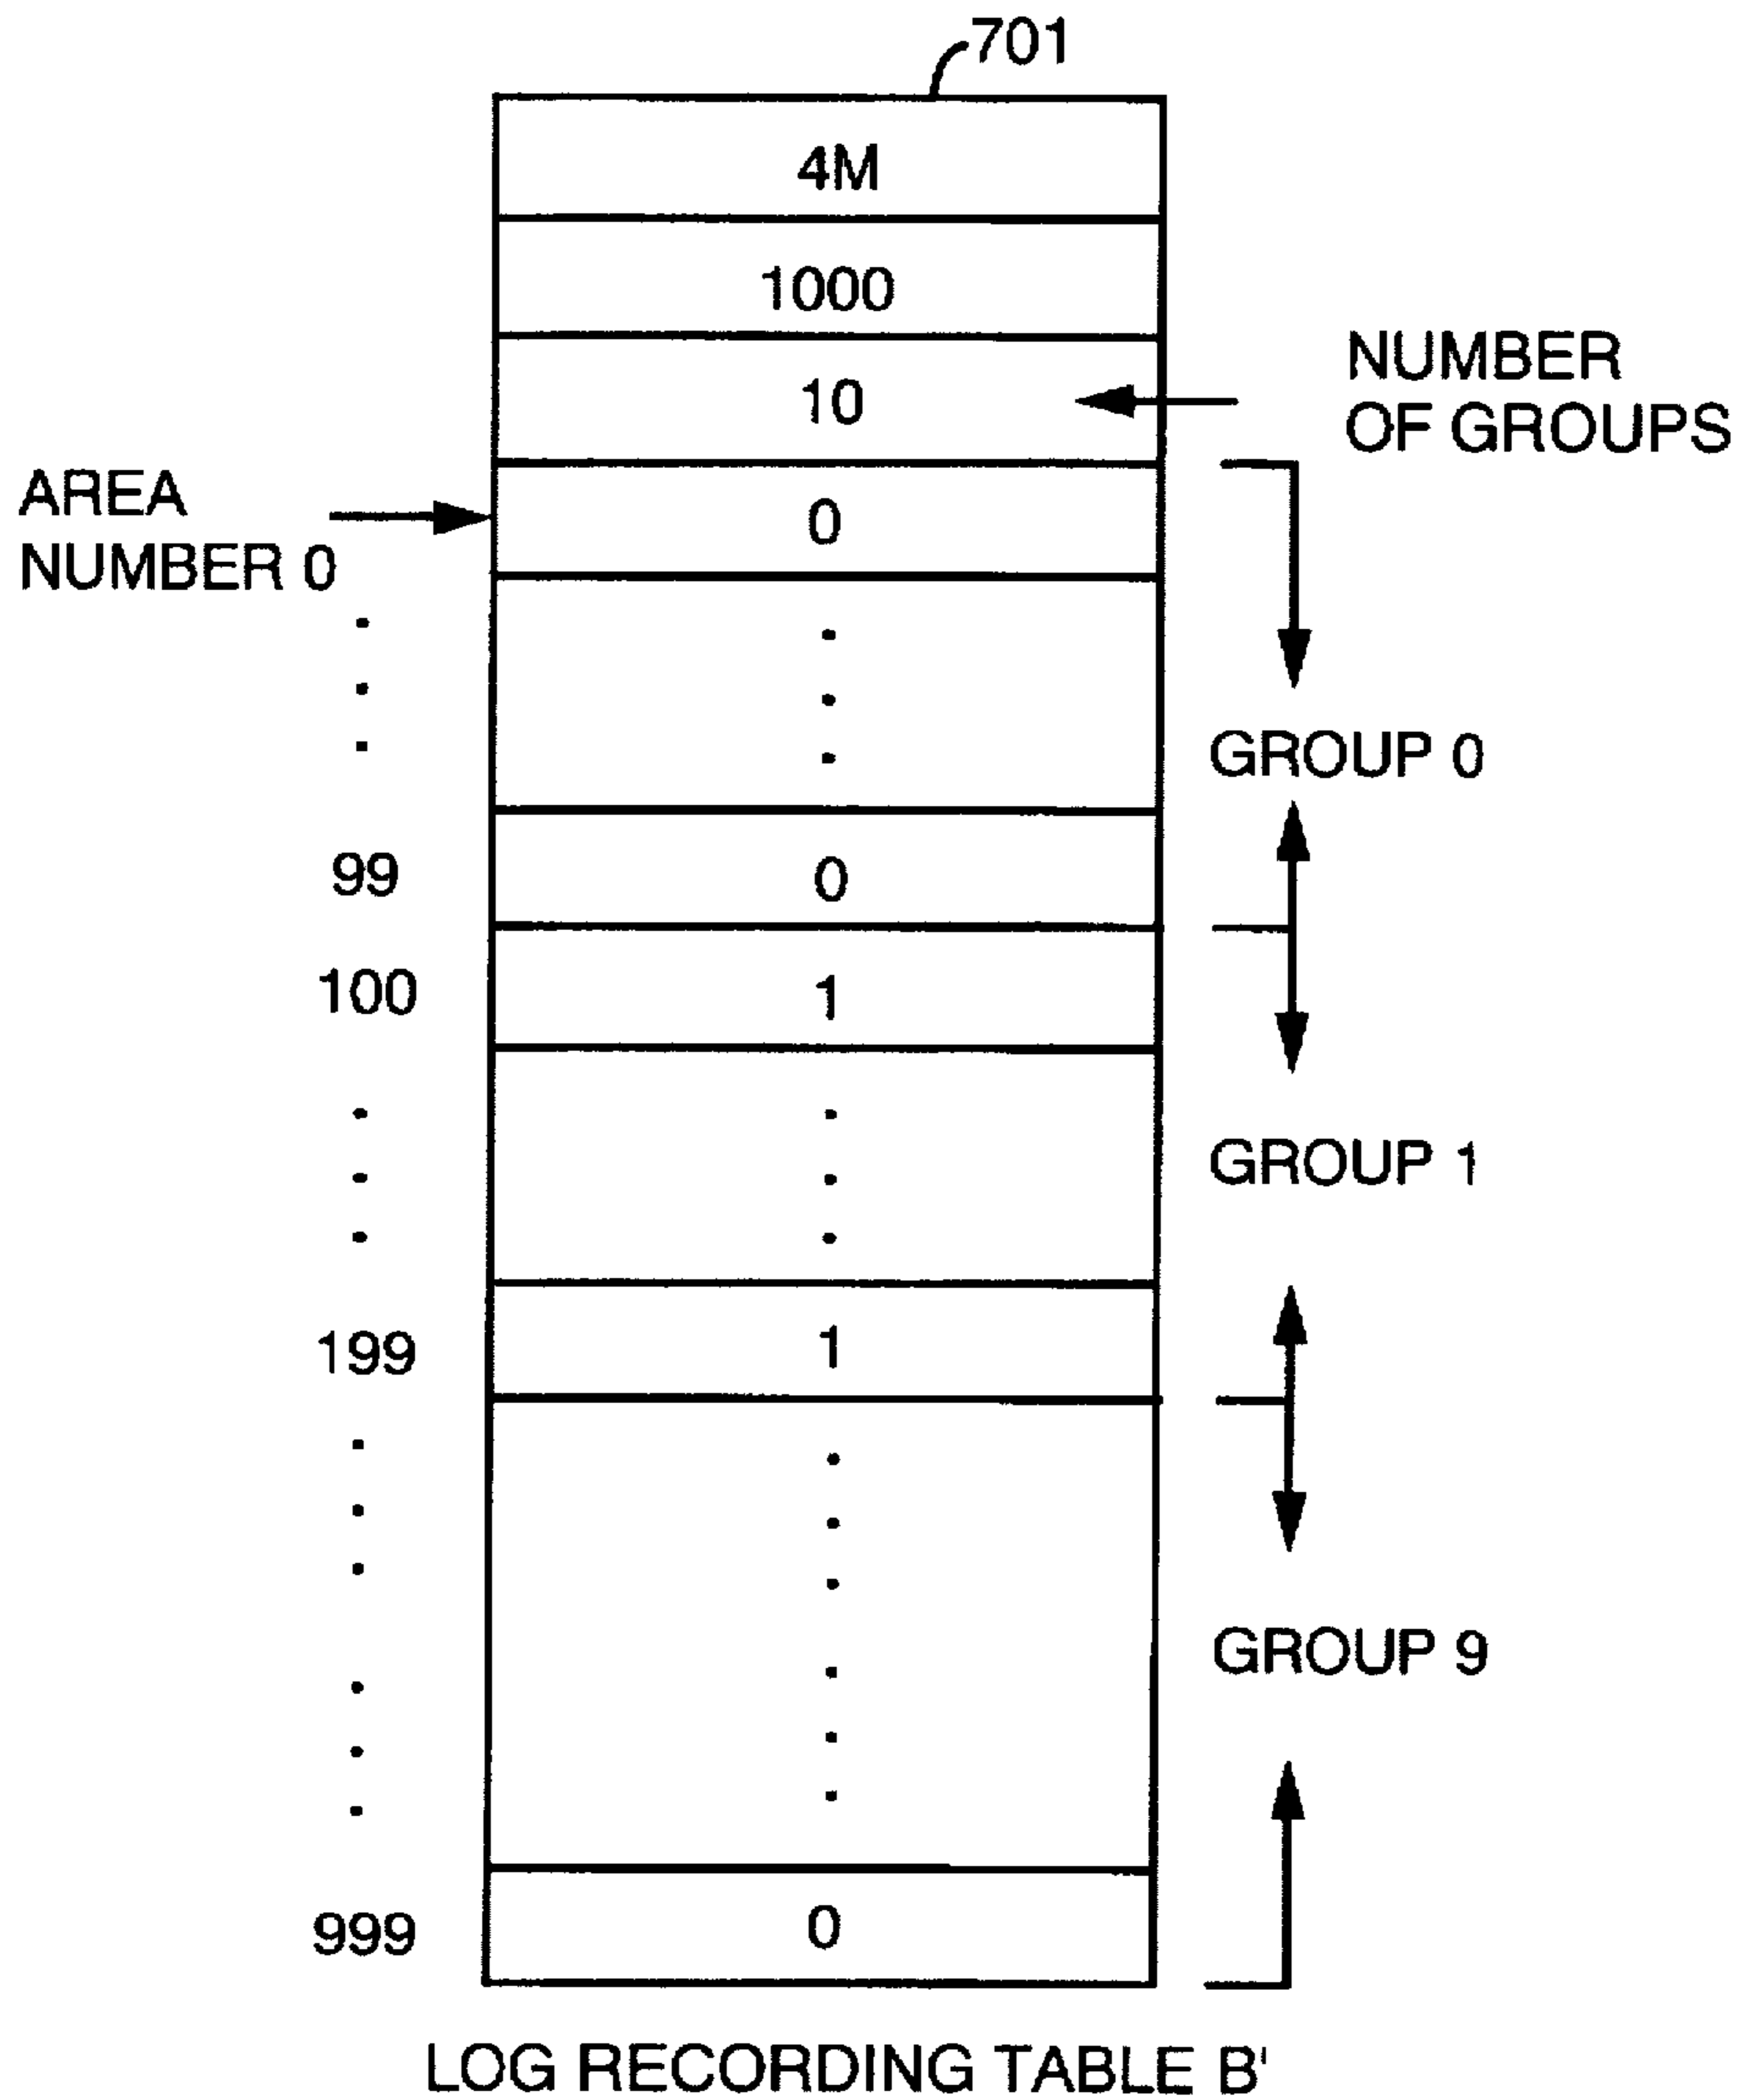 701
4M
1000
10
NUMBER
OF GROUPS
AREA
NUMBER 0
0
GROUP 0
99
0
100
1
GROUP 1
199
1
GROUP 9
999
0
LOG RECORDING TABLE B'